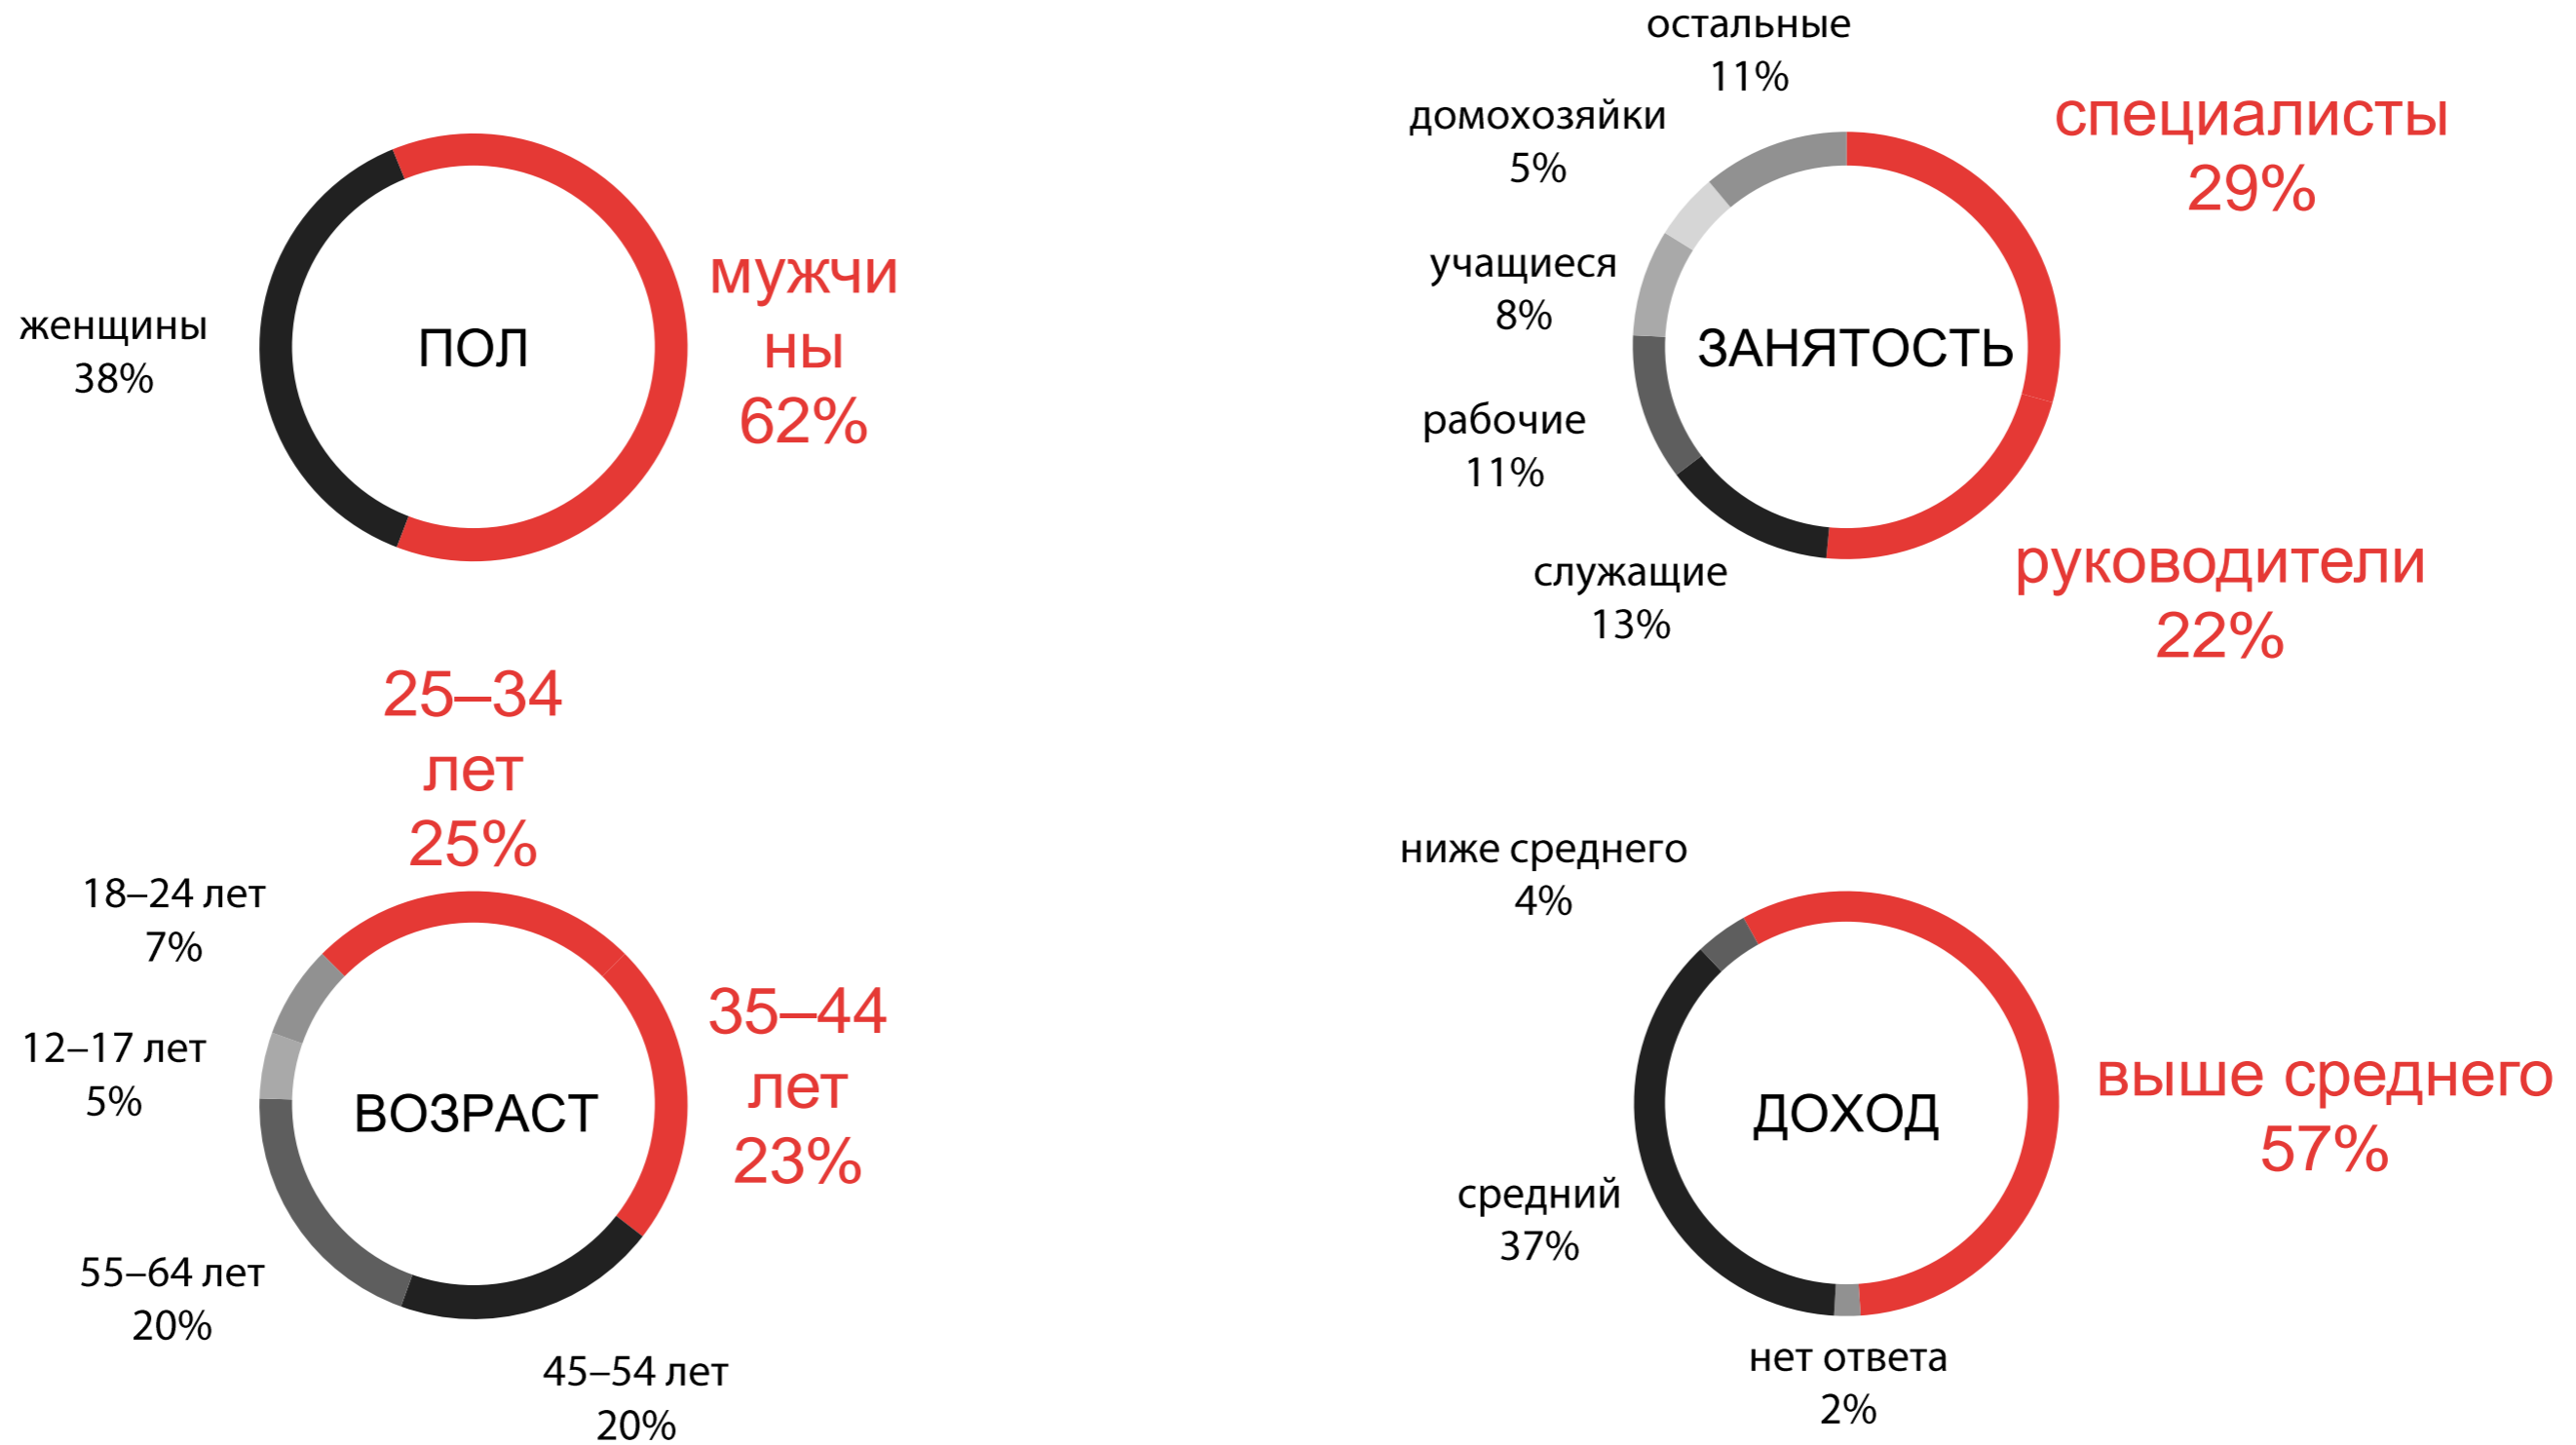 женщины
38%
ПОЛ
мужчи
ны
62%
остальные
11%
домохозяйки
5%
учащиеся
8%
рабочие
11%
служащие
13%
ЗАНЯТОСТЬ
специалисты
29%
руководители
22%
25–34
лет
25%
18–24 лет
7%
12–17 лет
5%
ВОЗРАСТ
35–44
лет
23%
55–64 лет
20%
45–54 лет
20%
ниже среднего
4%
средний
37%
ДОХОД
выше среднего
57%
нет ответа
2%